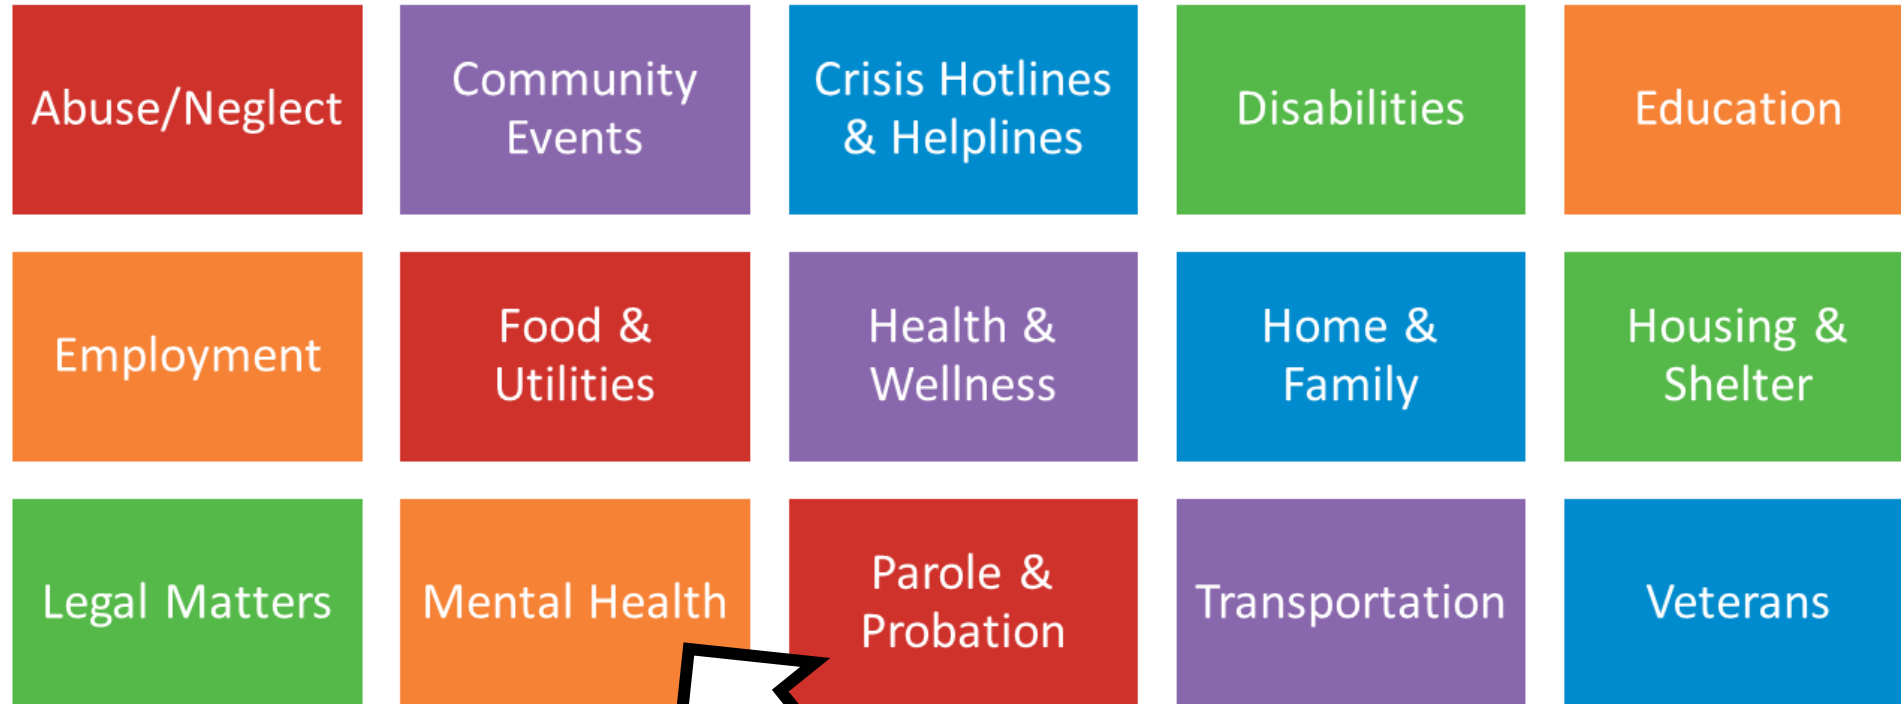 Abuse/Neglect
Community
Events
Crisis Hotlines
& Helplines
Disabilities
Education
Employment
Food &
Utilities
Health &
Wellness
Home &
Family
Housing &
Shelter
Legal Matters
Mental Health
Parole &
Probation
Transportation
Veterans